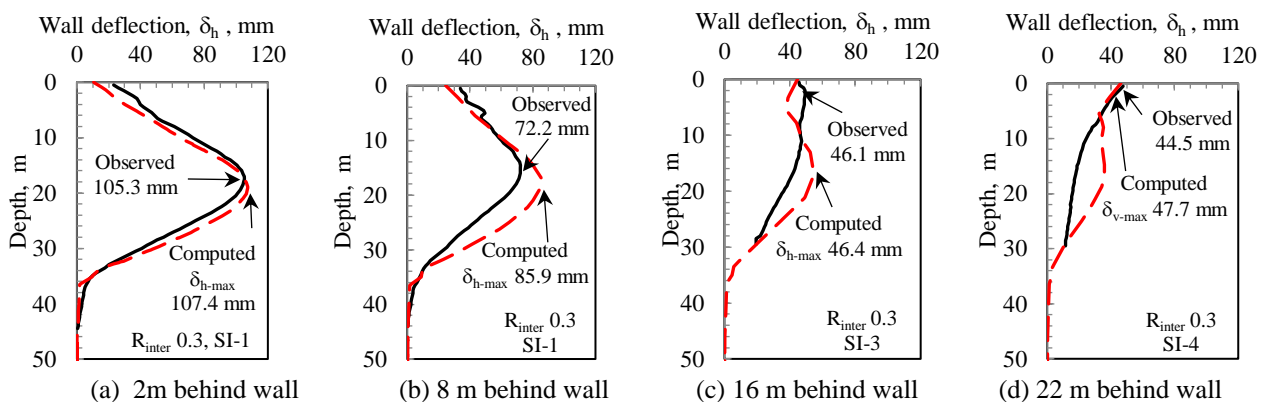 Wall deflection, δh , mm
0 40 80 120
0
10
20
30
40
50
Depth, m
Observed
105.3 mm
Computed
δh-max
107.4 mm
Rinter 0.3, SI-1
(a) 2m behind wall
Wall deflection, δh , mm
0 40 80 120
0
10
20
30
40
50
Depth, m
Observed
72.2 mm
Computed
δh-max 85.9 mm
Rinter 0.3
SI-1
(b) 8 m behind wall
Wall deflection, δh , mm
0 40 80 120
0
10
20
30
40
50
Depth, m
Observed
46.1 mm
Computed
δh-max 46.4 mm
Rinter 0.3
SI-3
(c) 16 m behind wall
Wall deflection, δh , mm
0 40 80 120
0
10
20
30
40
50
Depth, m
Observed
44.5 mm
Computed
δv-max 47.7 mm
Rinter 0.3
SI-4
(d) 22 m behind wall